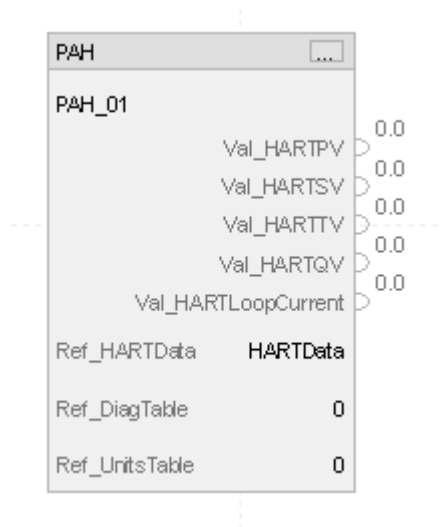 PAH ...
PAH_01
0.0
Val_HARTPV
0.0
Val_HARTSV
0.0
Val_HARTTV
0.0
Val_HARTQV
0.0
Val_HARTLoopCurrent
Ref_HARTData HARTData
Ref_DiagTable 0
Ref_UnitsTable 0